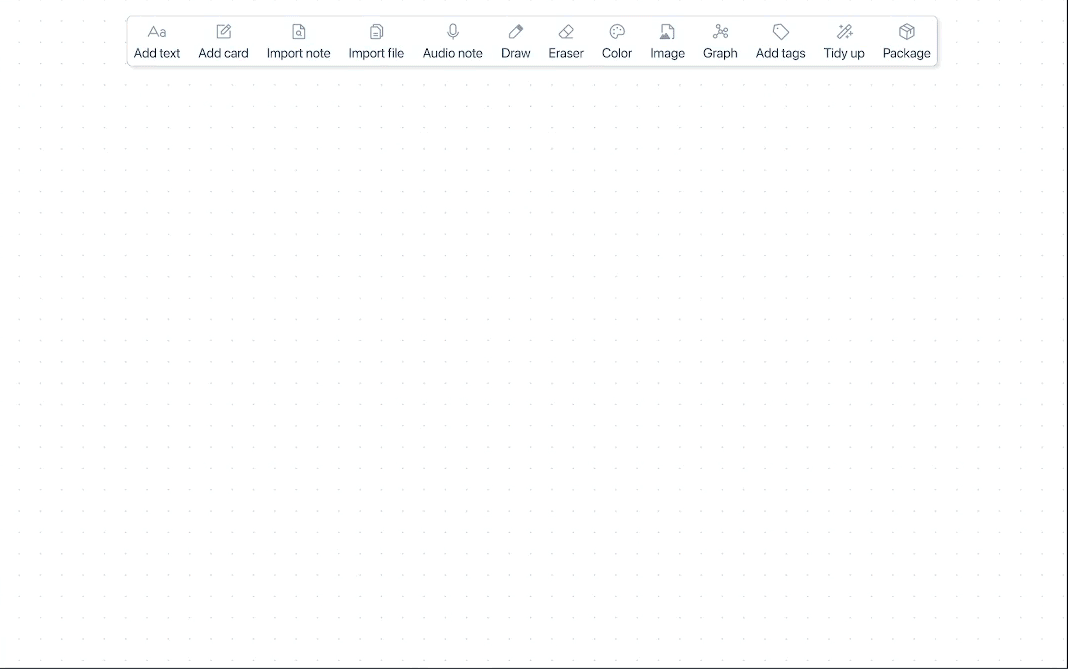 Aa
Add text
Add card
Import note
Import file
Audio note
Draw
Eraser
Color
Image
Graph
Add tags
Tidy up
Package